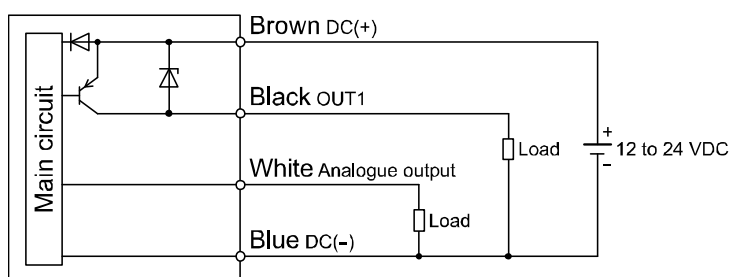 Main circuit
Brown DC(+)
Black OUT1
White Analogue output
Blue DC(-)
Load
Load
+
12 to 24 VDC
-